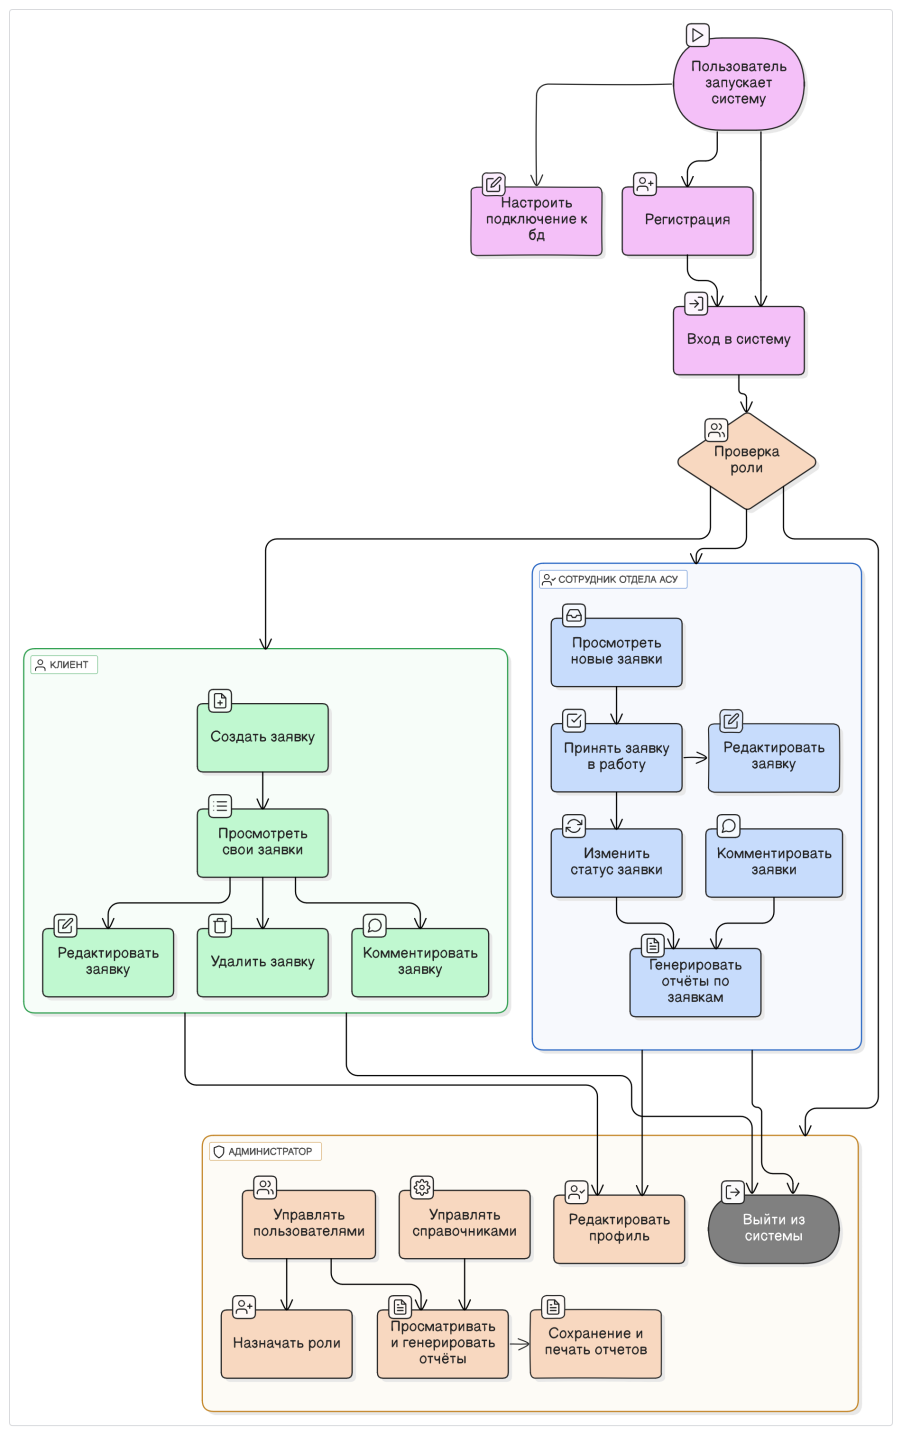 Пользователь
запускает
систему
Настроить
подключение к
бд
Регистрация
Вход в систему
Проверка
роли
СОТРУДНИК ОТДЕЛА АСУ
Просмотреть
новые заявки
Принять заявку
в работу
Редактировать
заявку
Изменить
статус заявки
Комментировать
заявки
Генерировать
отчёты по
заявкам
КЛИЕНТ
Создать заявку
Просмотреть
свои заявки
Редактировать
заявку
Удалить заявку
Комментировать
заявку
АДМИНИСТРАТОР
Управлять
пользователями
Управлять
справочниками
Редактировать
профиль
Выйти из
системы
Назначать роли
Просматривать
и генерировать
отчёты
Сохранение и
печать отчетов